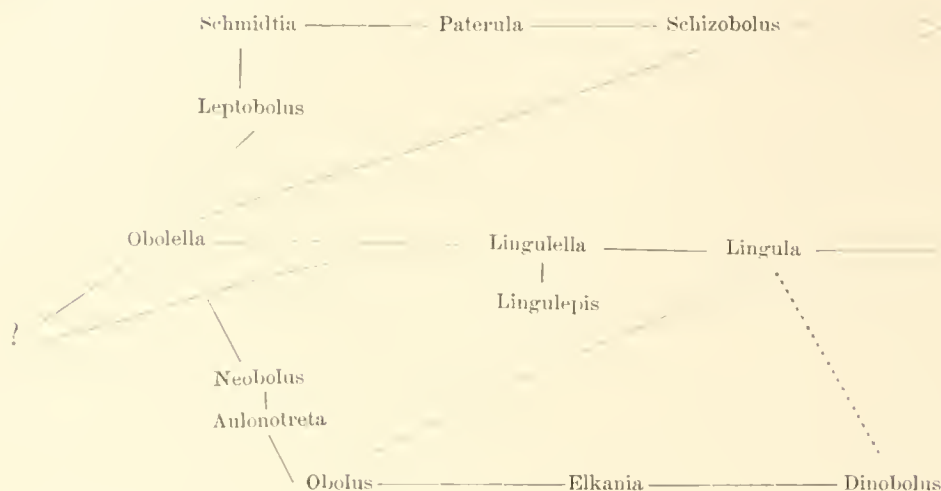 Schmidtia Paterula Schizobolus
Leptobolus
Obolella Lingulella Lingula
Lingulepis
?
Neobolus
Aulonotreta
Obolus Elkania Dinobolus